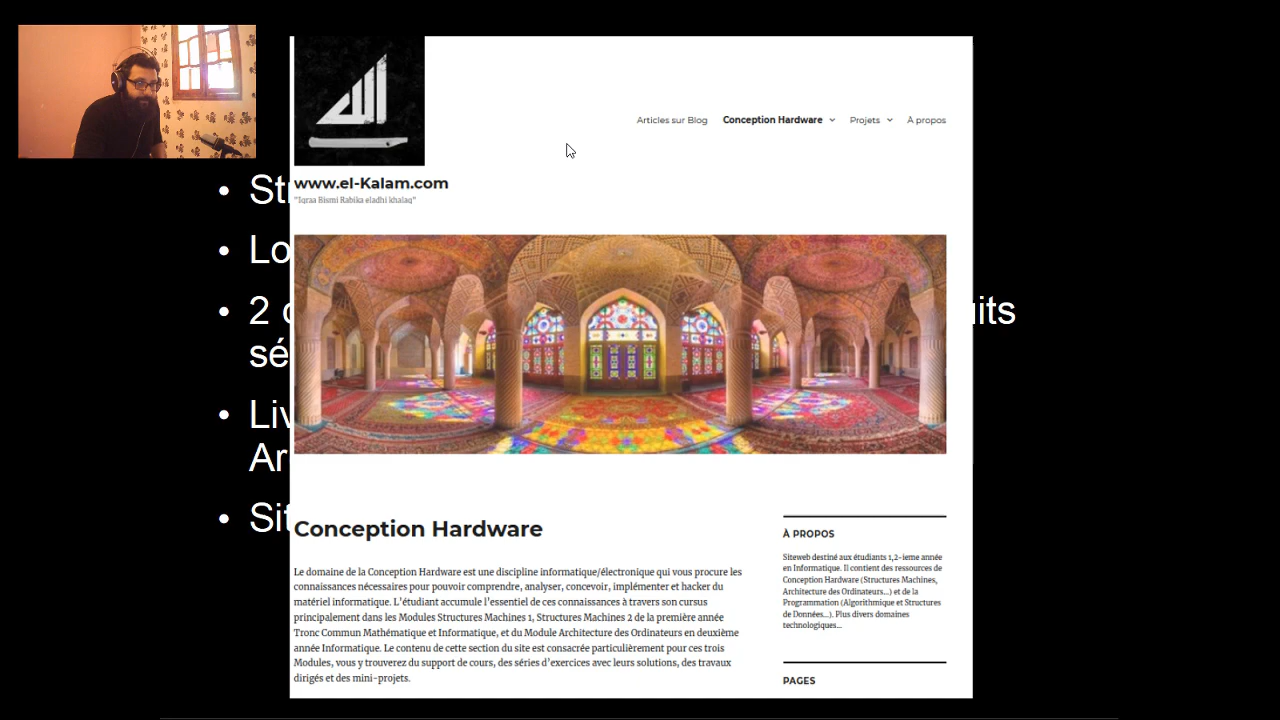 الله
Articles sur Blog Conception Hardware Projets À propos
www.el-Kalam.com
"Iqraa Bismi Rabika eladhi khalaq"
• St
• Lo
• 2 uits
sé
• Liv
Ar
• Sit
Conception Hardware
Le domaine de la Conception Hardware est une discipline informatique/électronique qui vous procure les
connaissances nécessaires pour pouvoir comprendre, analyser, concevoir, implémenter et hacker du
matériel informatique. L'étudiant accumule l'essentiel de ces connaissances à travers son cursus
principalement dans les Modules Structures Machines 1, Structures Machines 2 de la première année
Tronc Commun Mathématique et Informatique, et du Module Architecture des Ordinateurs en deuxième
année Informatique. Le contenu de cette section du site est consacrée particulièrement pour ces trois
Modules, vous y trouverez du support de cours, des séries d'exercices avec leurs solutions, des travaux
dirigés et des mini-projets.
À PROPOS
Siteweb destiné aux étudiants 1,2-ieme année
en Informatique. Il contient des ressources de
Conception Hardware (Structures Machines,
Architecture des Ordinateurs...) et de la
Programmation (Algorithmique et Structures
de Données...). Plus divers domaines
technologiques...
PAGES